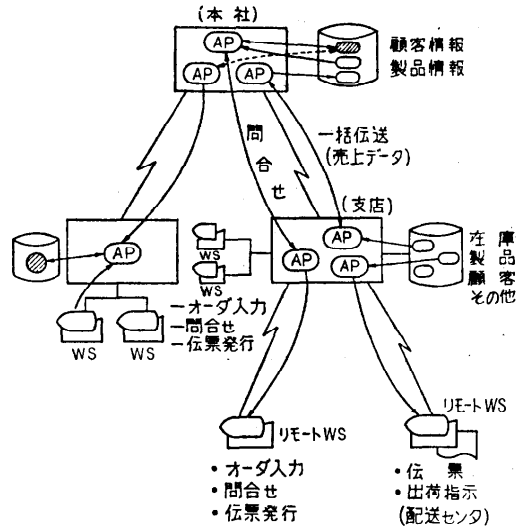 (本社)
AP
AP
AP
顧客情報
製品情報
問合せ
一括伝送
(売上データ)
(支店)
AP
WS
WS
AP
AP
AP
在庫
製品
顧客
その他
WS
WS
ーオーダ入力
ー問合せ
ー伝票発行
リモートWS
・オーダ入力
・問合せ
・伝票発行
リモートWS
・伝票
・出荷指示
(配送センタ)